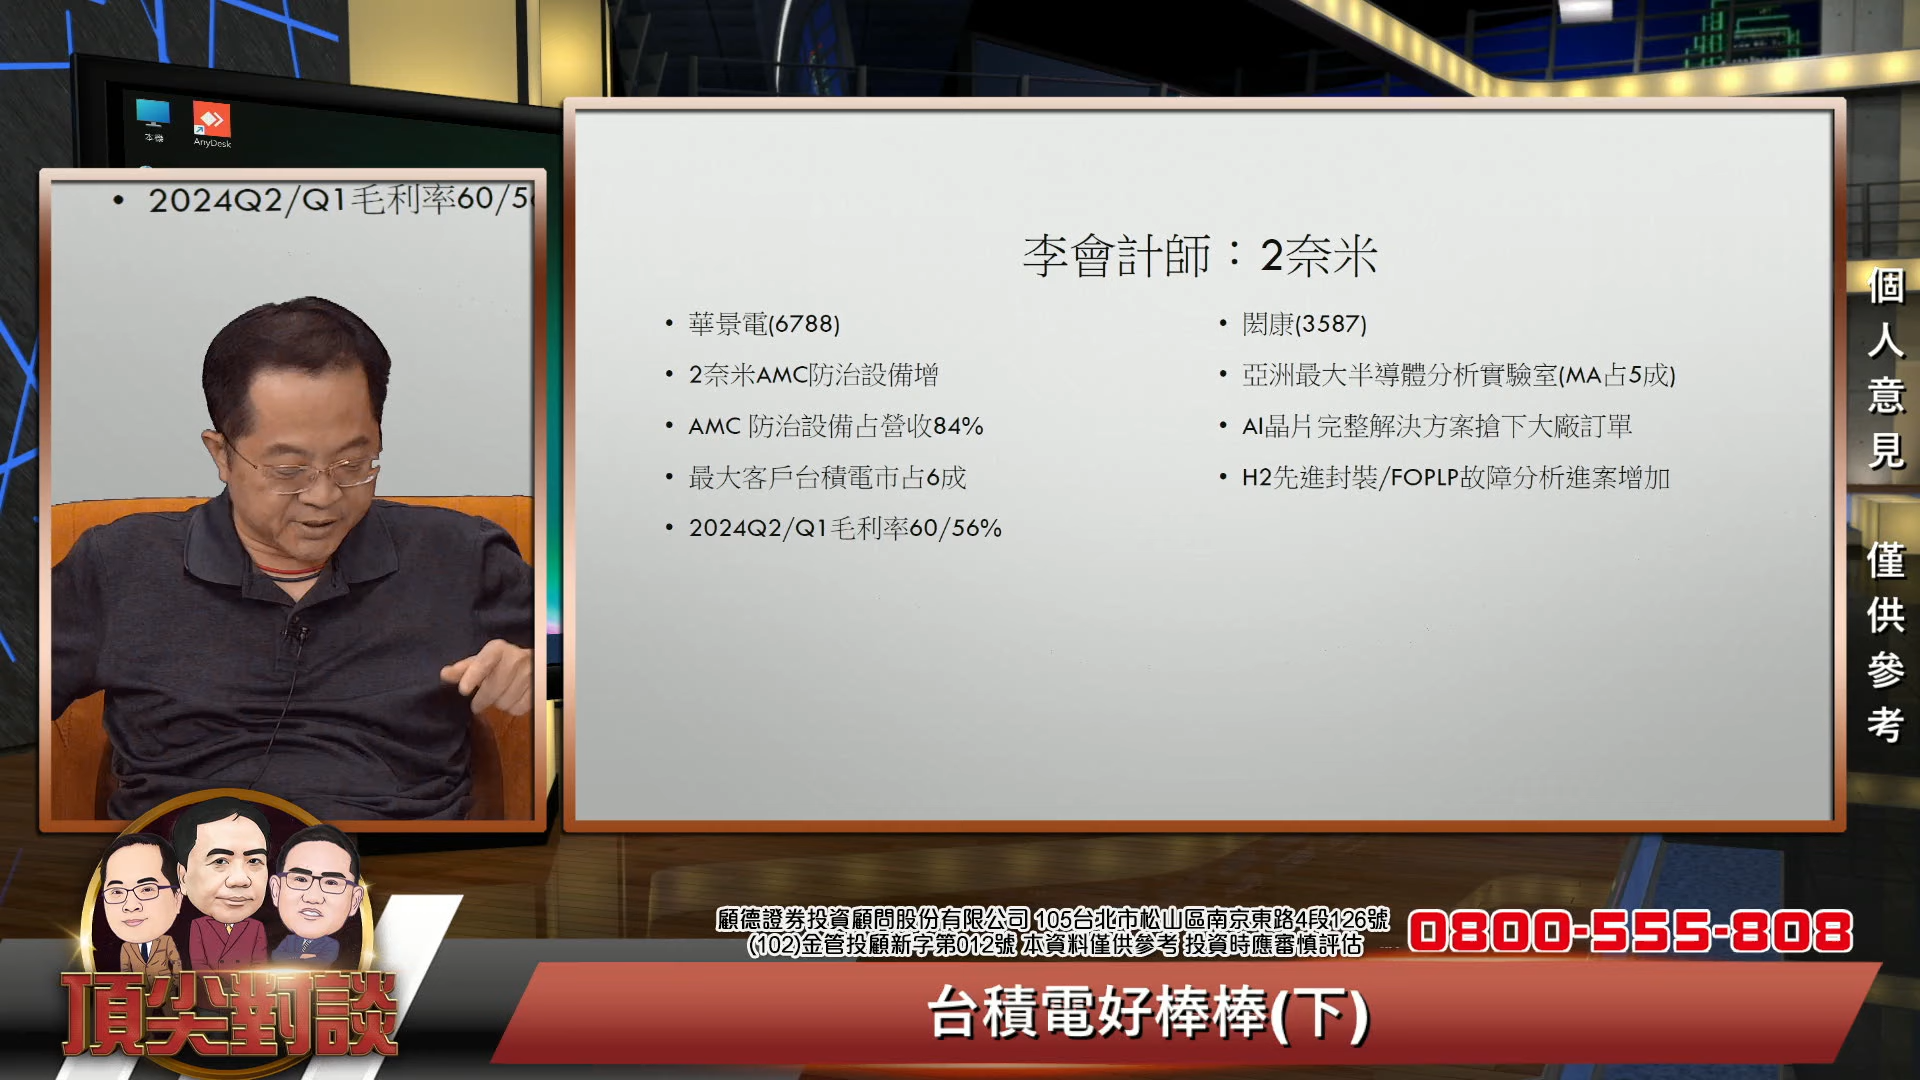 本機
AnyDesk
• 2024Q2/Q1毛利率60/5
李會計師：2奈米
• 華景電(6788)
• 2奈米AMC防治設備增
• AMC 防治設備占營收84%
• 最大客戶台積電市占6成
• 2024Q2/Q1毛利率60/56%
• 閎康(3587)
• 亞洲最大半導體分析實驗室(MA占5成)
• AI晶片完整解決方案搶下大廠訂單
• H2先進封裝/FOPLP故障分析進案增加
個人意見 僅供參考
顧德證券投資顧問股份有限公司 105台北市松山區南京東路4段126號
(102)金管投顧新字第012號 本資料僅供參考 投資時應審慎評估
0800-555-808
頂尖對談
台積電好棒棒(下)